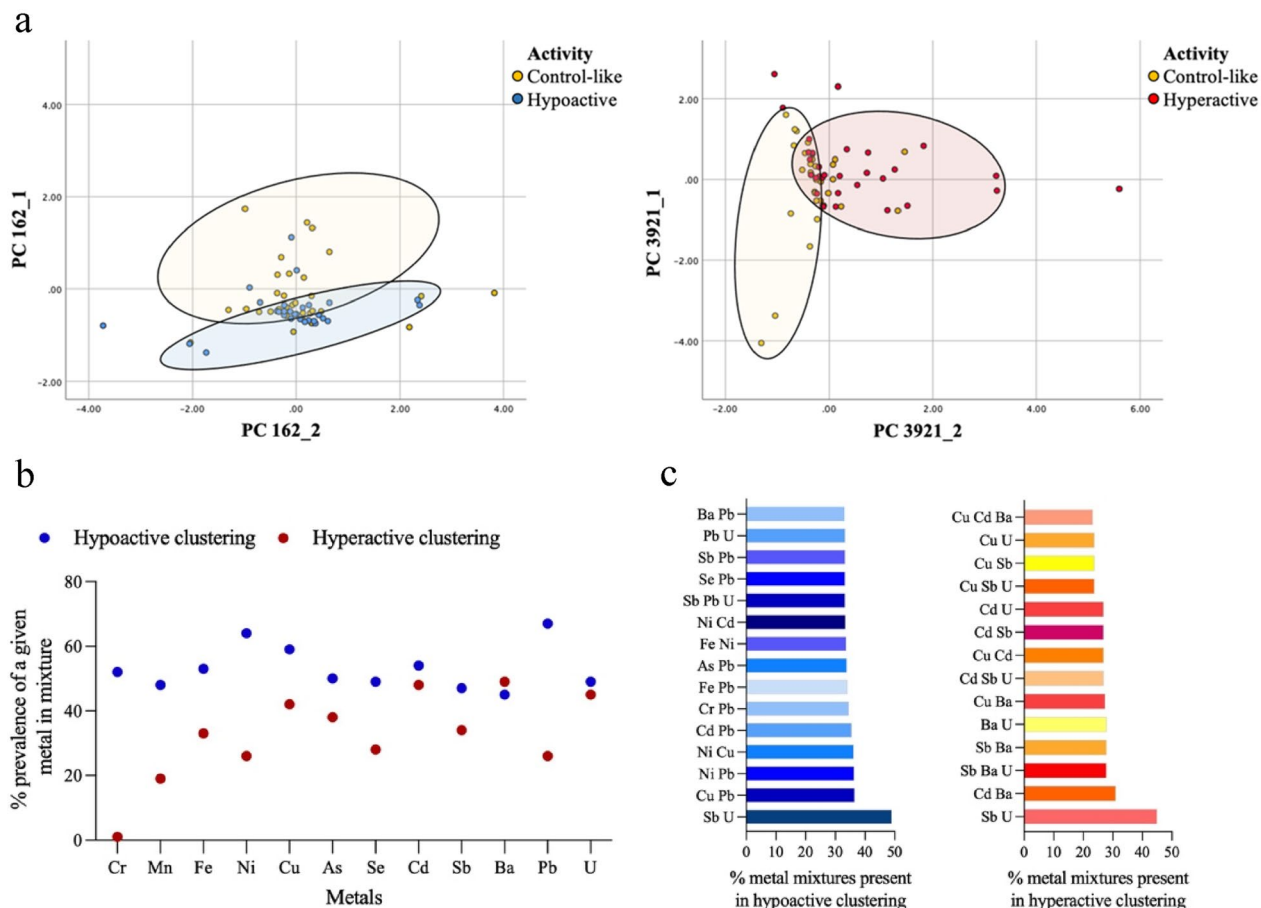 a
Activity
Control-like
Hypoactive
4.00
2.00
.00
−2.00
−4.00
−2.00
.00
2.00
4.00
PC 162_1
PC 162_2
Activity
Control-like
Hyperactive
2.00
.00
−2.00
−4.00
−2.00
.00
2.00
4.00
6.00
PC 3921_1
PC 3921_2
b
Hypoactive clustering
Hyperactive clustering
% prevalence of a given
metal in mixture
80
60
40
20
0
Cr Mn Fe Ni Cu As Se Cd Sb Ba Pb U
Metals
c
Ba Pb
Pb U
Sb Pb
Se Pb
Sb Pb U
Ni Cd
Fe Ni
As Pb
Fe Pb
Cr Pb
Cd Pb
Ni Cu
Ni Pb
Cu Pb
Sb U
0 10 20 30 40 50
% metal mixtures present
in hypoactive clustering
Cu Cd Ba
Cu U
Cu Sb
Cu Sb U
Cd U
Cd Sb
Cu Cd
Cd Sb U
Cu Ba
Ba U
Sb Ba
Sb Ba U
Cd Ba
Sb U
0 10 20 30 40 50
% metal mixtures present
in hyperactive clustering